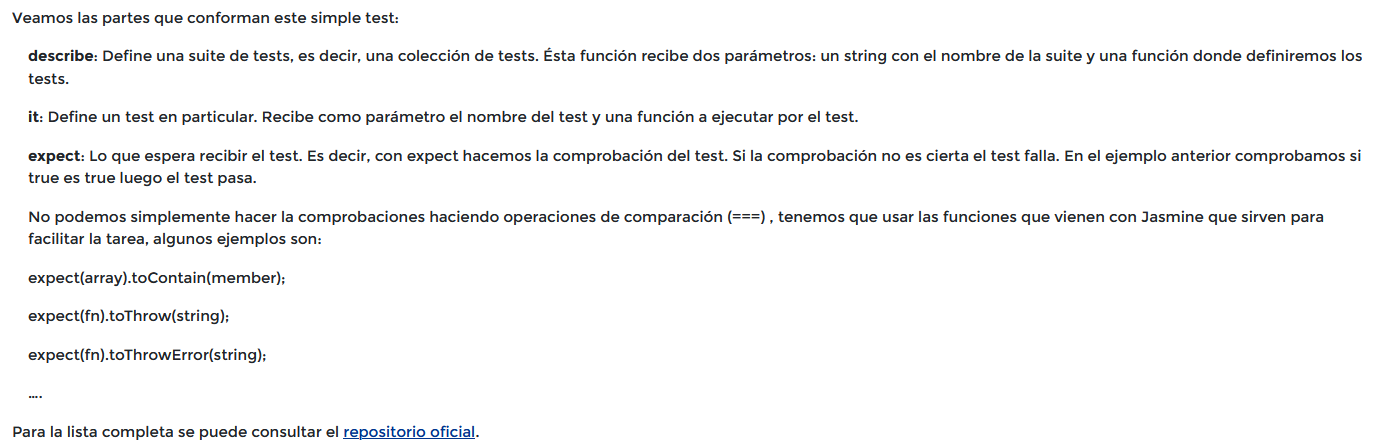 Veamos las partes que conforman este simple test:
describe: Define una suite de tests, es decir, una colección de tests. Ésta función recibe dos parámetros: un string con el nombre de la suite y una función donde definiremos los
tests.
it: Define un test en particular. Recibe como parámetro el nombre del test y una función a ejecutar por el test.
expect: Lo que espera recibir el test. Es decir, con expect hacemos la comprobación del test. Si la comprobación no es cierta el test falla. En el ejemplo anterior comprobamos si
true es true luego el test pasa.
No podemos simplemente hacer la comprobaciones haciendo operaciones de comparación (===) , tenemos que usar las funciones que vienen con Jasmine que sirven para
facilitar la tarea, algunos ejemplos son:
expect(array).toContain(member);
expect(fn).toThrow(string);
expect(fn).toThrowError(string);
....
Para la lista completa se puede consultar el repositorio oficial.